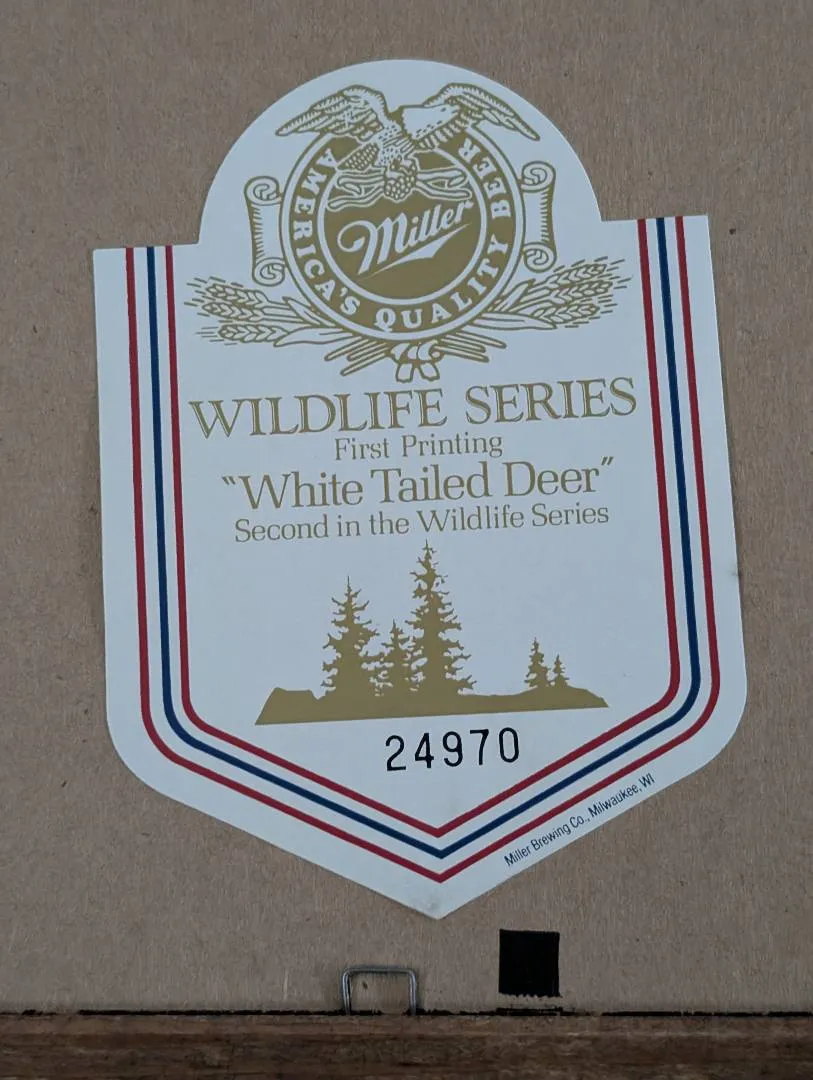 AMERICA'S QUALITY BEER
Miller
WILDLIFE SERIES
First Printing
"White Tailed Deer"
Second in the Wildlife Series
24970
Miller Brewing Co., Milwaukee, WI